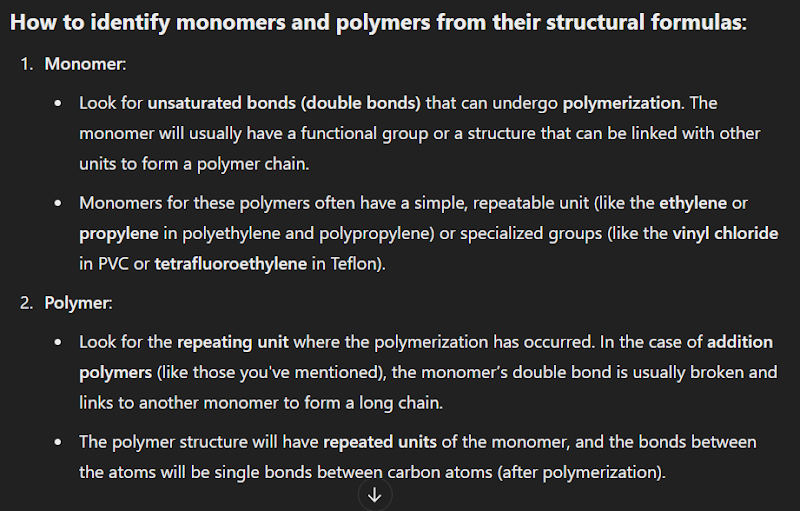 How to identify monomers and polymers from their structural formulas:
1. Monomer:
• Look for unsaturated bonds (double bonds) that can undergo polymerization. The
monomer will usually have a functional group or a structure that can be linked with other
units to form a polymer chain.
• Monomers for these polymers often have a simple, repeatable unit (like the ethylene or
propylene in polyethylene and polypropylene) or specialized groups (like the vinyl chloride
in PVC or tetrafluoroethylene in Teflon).
2. Polymer:
• Look for the repeating unit where the polymerization has occurred. In the case of addition
polymers (like those you've mentioned), the monomer's double bond is usually broken and
links to another monomer to form a long chain.
• The polymer structure will have repeated units of the monomer, and the bonds between
the atoms will be single bonds between carbon atoms (after polymerization).